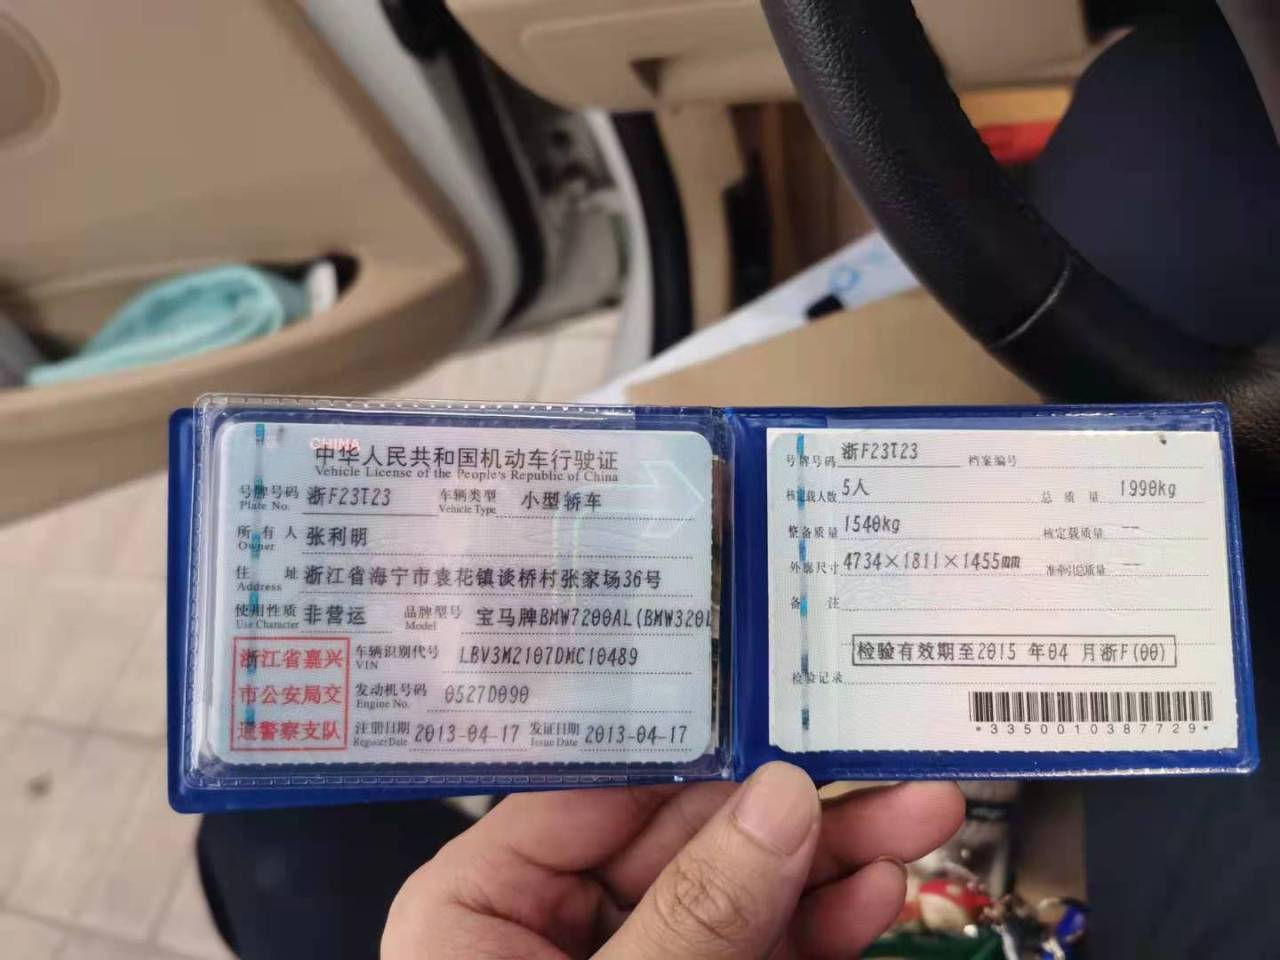 CHINA
中华人民共和国机动车行驶证
Vehicle License of the People's Republic of China
号牌号码 浙F23T23 车辆类型 小型轿车
Plate No. Vehicle Type
所有人 张利明
Owner
住址 浙江省海宁市袁花镇谈桥村张家场36号
Address
使用性质 非营运 品牌型号 宝马牌BMW7200AL(BMW320L
Use Character Model
浙江省嘉兴
市公安局交
通警察支队
车辆识别代号 LBV3M2107DMC10489
VIN
发动机号码 0527D090
Engine No.
注册日期 2013-04-17 发证日期 2013-04-17
Register Date Issue Date
号牌号码 浙F23T23 档案编号
核定载人数 5人 总质量 1990kg
整备质量 1540kg 核定载质量 --
外廓尺寸 4734×1811×1455mm 准牵引总质量 --
备注
检验有效期至2015 年04 月浙F(00)
检验记录
*3350010387729*